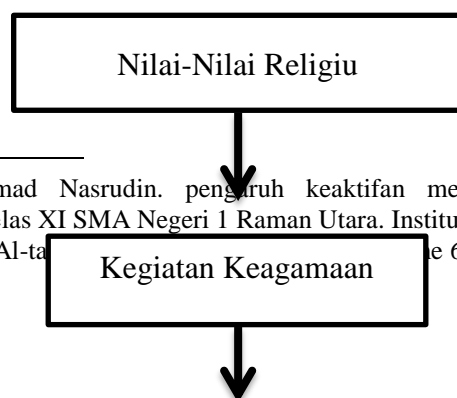 Nilai-Nilai Religiu
mad Nasrudin. pengaruh keaktifan me
elas XI SMA Negeri 1 Raman Utara. Institu
Al-ta
Kegiatan Keagamaan